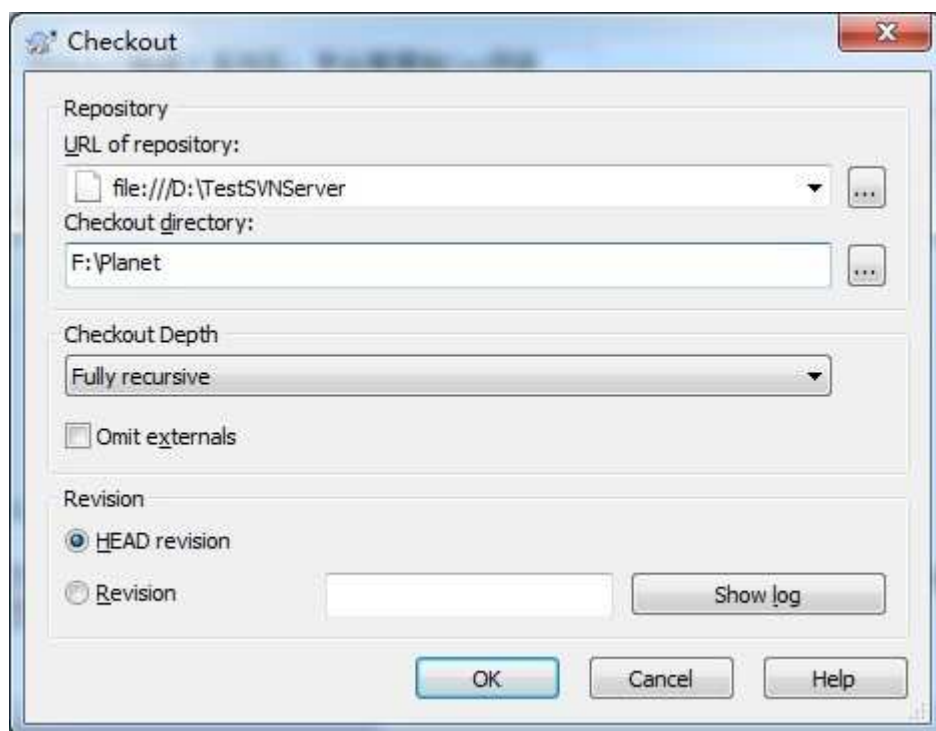 Checkout
Repository
URL of repository:
file:///D:\TestSVNServer
...
Checkout directory:
F:\Planet
...
Checkout Depth
Fully recursive
Omit externals
Revision
HEAD revision
Revision
Show log
OK
Cancel
Help